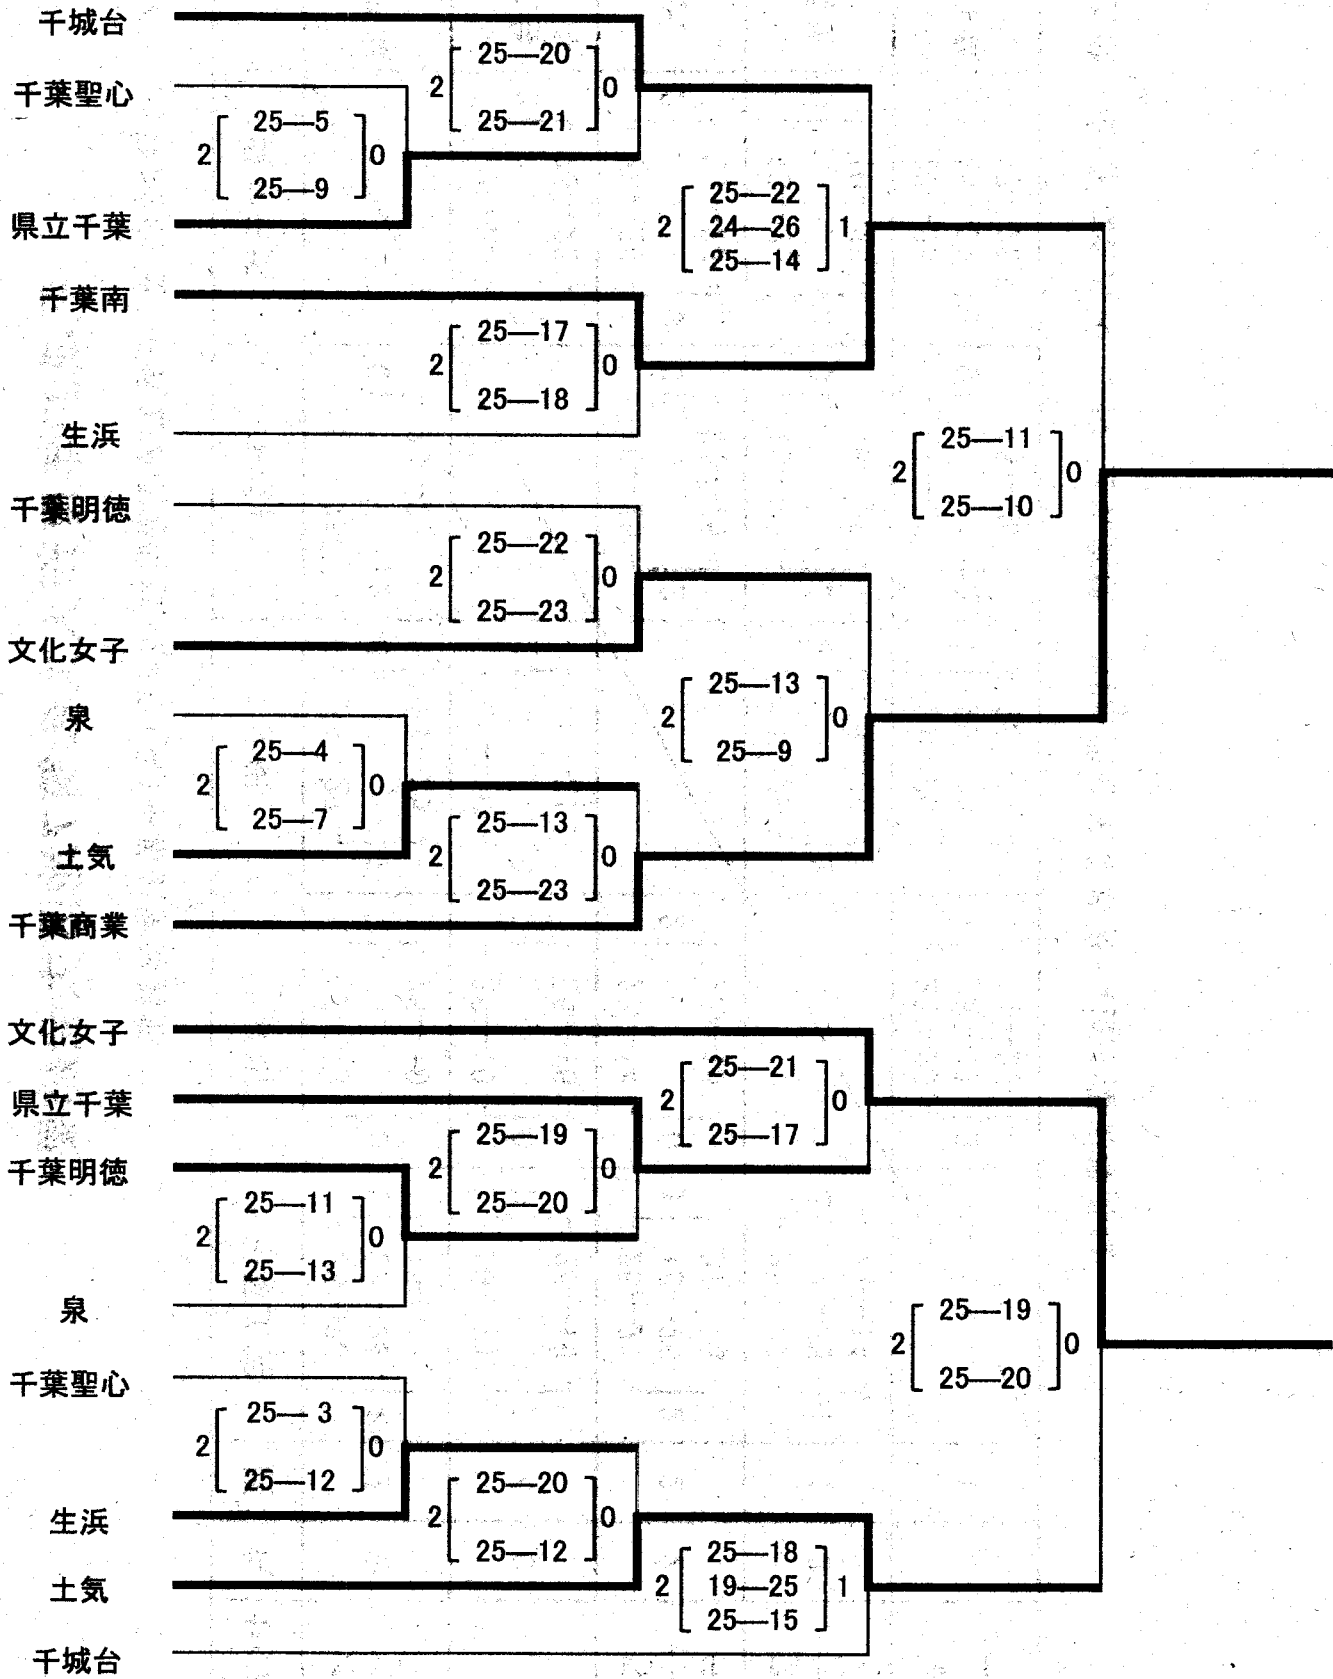 千城台
千葉聖心
県立千葉
千葉南
生浜
千葉明徳
文化女子
泉
土気
千葉商業
2 25―5 0
25―9
2 25―20 0
25―21
2 25―17 0
25―18
2 25―22 1
24―26
25―14
2 25―22 0
25―23
2 25―4 0
25―7
2 25―13 0
25―23
2 25―13 0
25―9
2 25―11 0
25―10
文化女子
県立千葉
千葉明徳
泉
千葉聖心
生浜
土気
千城台
2 25―11 0
25―13
2 25―19 0
25―20
2 25―21 0
25―17
2 25― 3 0
25―12
2 25―20 0
25―12
2 25―18 1
19―25
25―15
2 25―19 0
25―20